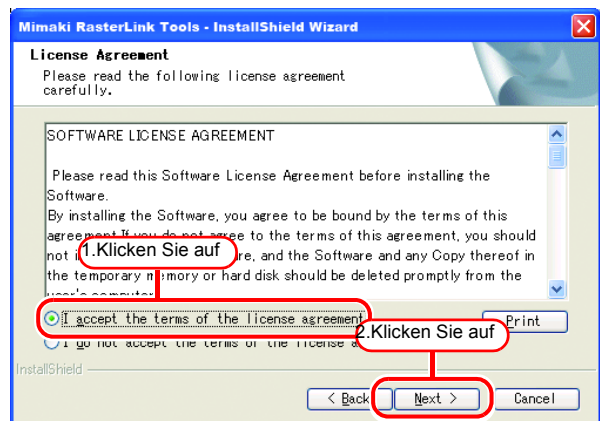 Mimaki RasterLink Tools - InstallShield Wizard
License Agreement
Please read the following license agreement
carefully.
SOFTWARE LICENSE AGREEMENT
Please read this Software License Agreement before installing the
Software.
By installing the Software, you agree to be bound by the terms of this
agreement. If you do not agree to the terms of this agreement, you should
not
1.Klicken Sie auf
and the Software and any Copy thereof in
the temporary memory or hard disk should be deleted promptly from the
user's computer
I accept the terms of the license agreement
2.Klicken Sie auf
Print
I do not accept the terms of the license
InstallShield
< Back
Next >
Cancel